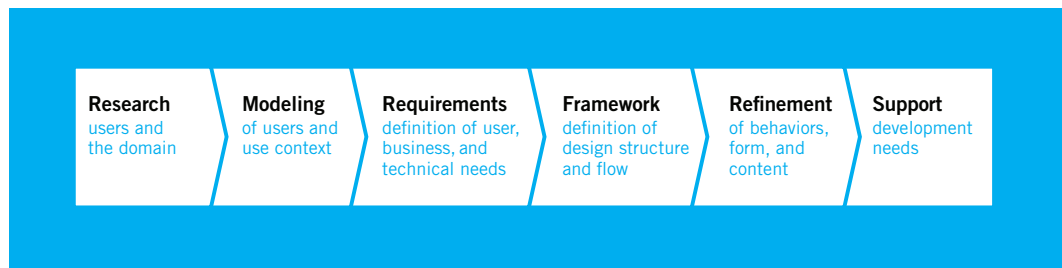 Research
users and
the domain
Modeling
of users and
use context
Requirements
definition of user,
business, and
technical needs
Framework
definition of
design structure
and flow
Refinement
of behaviors,
form, and
content
Support
development
needs